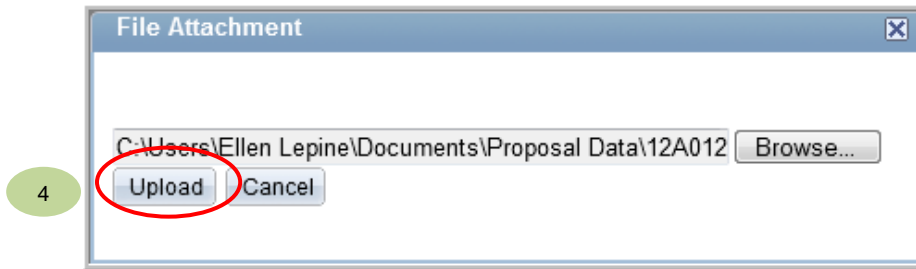 File Attachment
C:\Users\Ellen Lepine\Documents\Proposal Data\12A012 Browse...
4 Upload Cancel